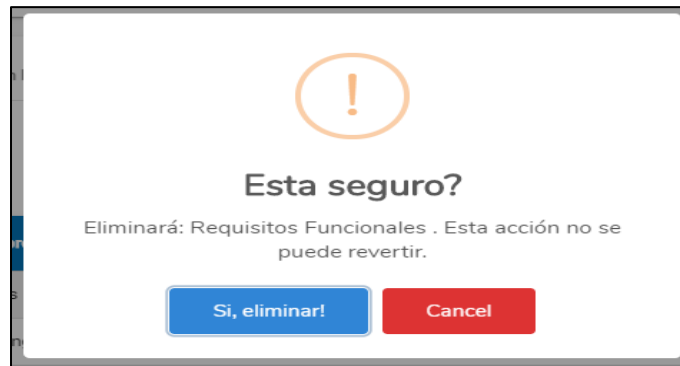 !
Esta seguro?
Eliminará: Requisitos Funcionales . Esta acción no se
puede revertir.
Si, eliminar!
Cancel